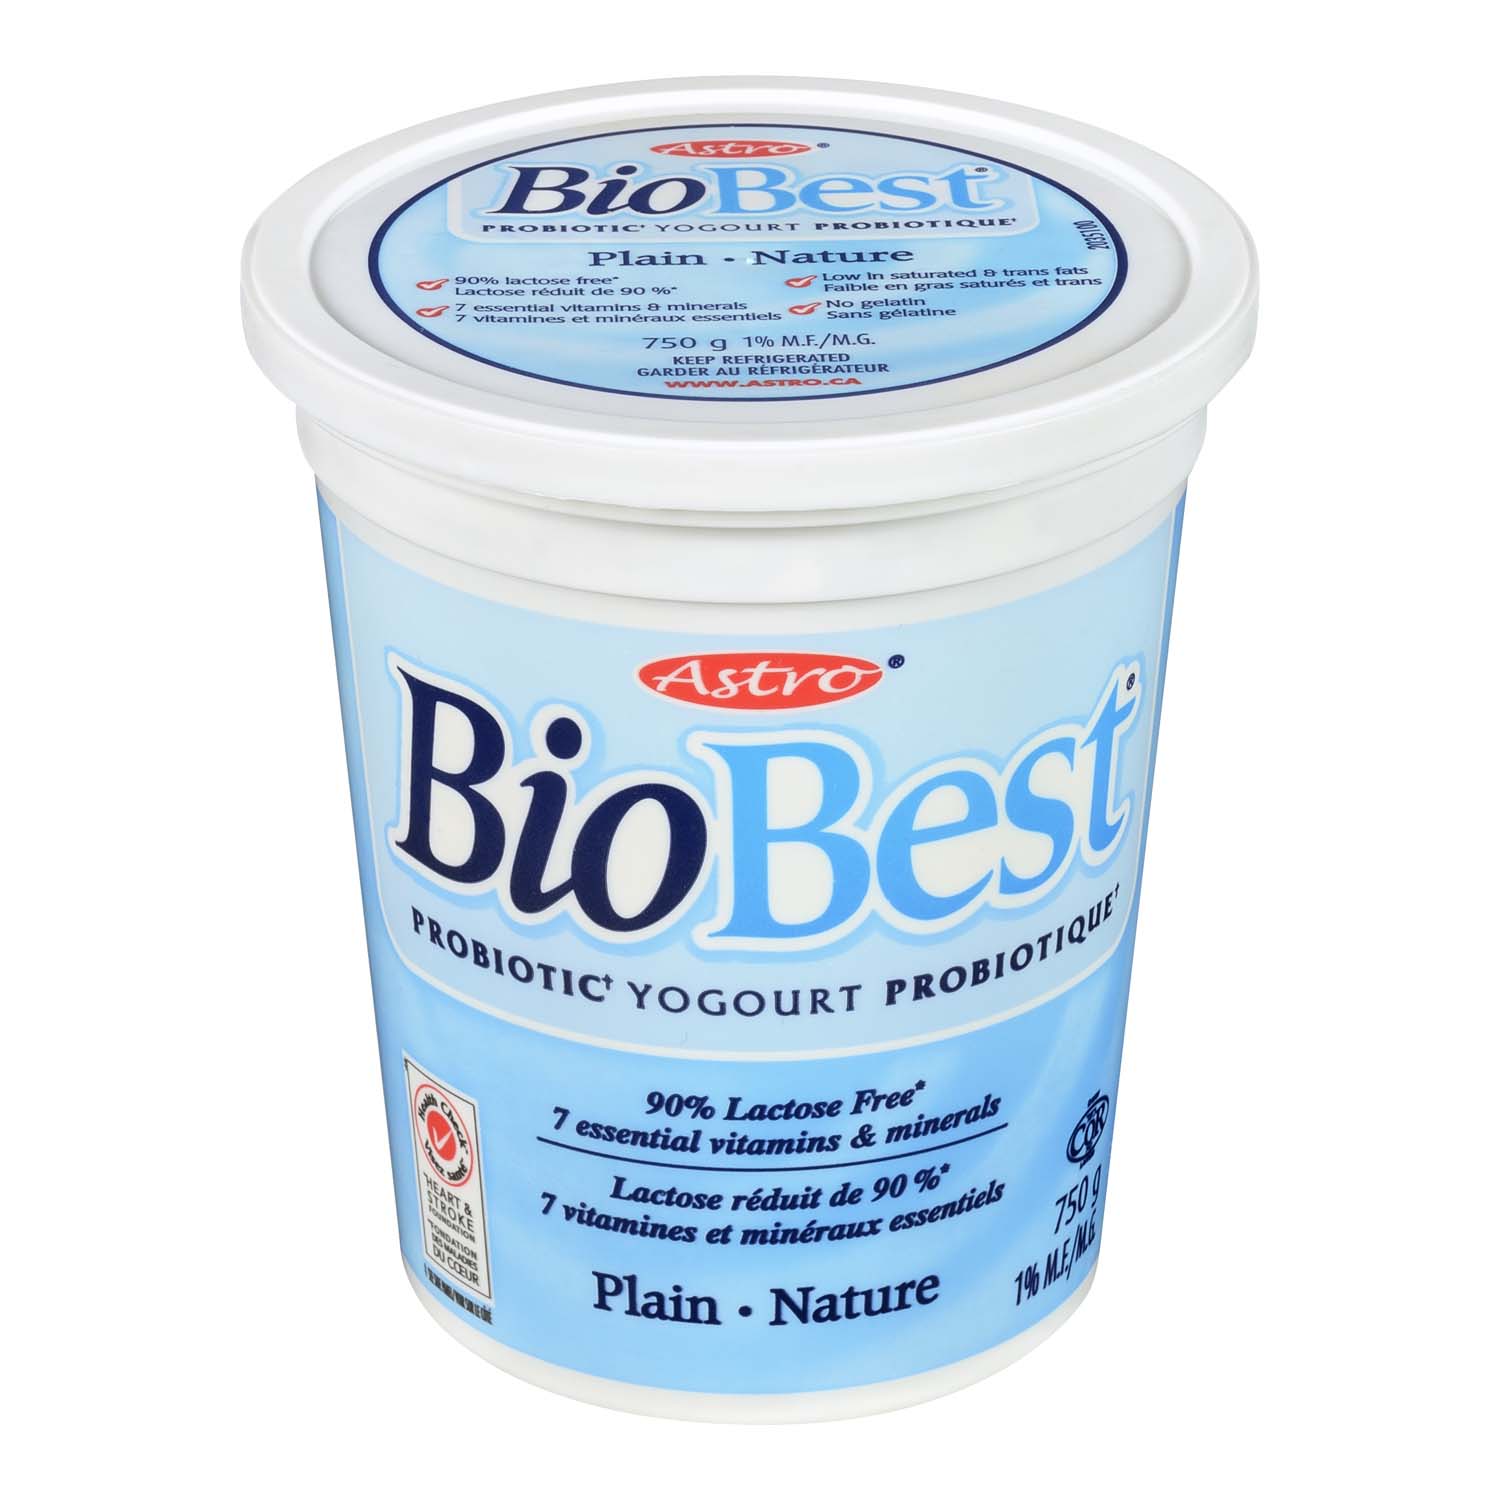 Astro®
BioBest®
PROBIOTIC† YOGOURT PROBIOTIQUE†
Plain • Nature
90% lactose free*
Lactose réduit de 90 %*
7 essential vitamins & minerals
7 vitamines et minéraux essentiels
Low in saturated & trans fats
Faible en gras saturés et trans
No gelatin
Sans gélatine
750 g 1% M.F./M.G.
KEEP REFRIGERATED
GARDER AU RÉFRIGÉRATEUR
WWW.ASTRO.CA
2035100
Astro®
BioBest®
PROBIOTIC† YOGOURT PROBIOTIQUE†
90% Lactose Free*
7 essential vitamins & minerals
Lactose réduit de 90 %*
7 vitamines et minéraux essentiels
Plain • Nature
Health Check™
Visez santé™
HEART &
STROKE
FOUNDATION
FONDATION
DES MALADIES
DU CŒUR
COR
750 g
1% M.F./M.G.